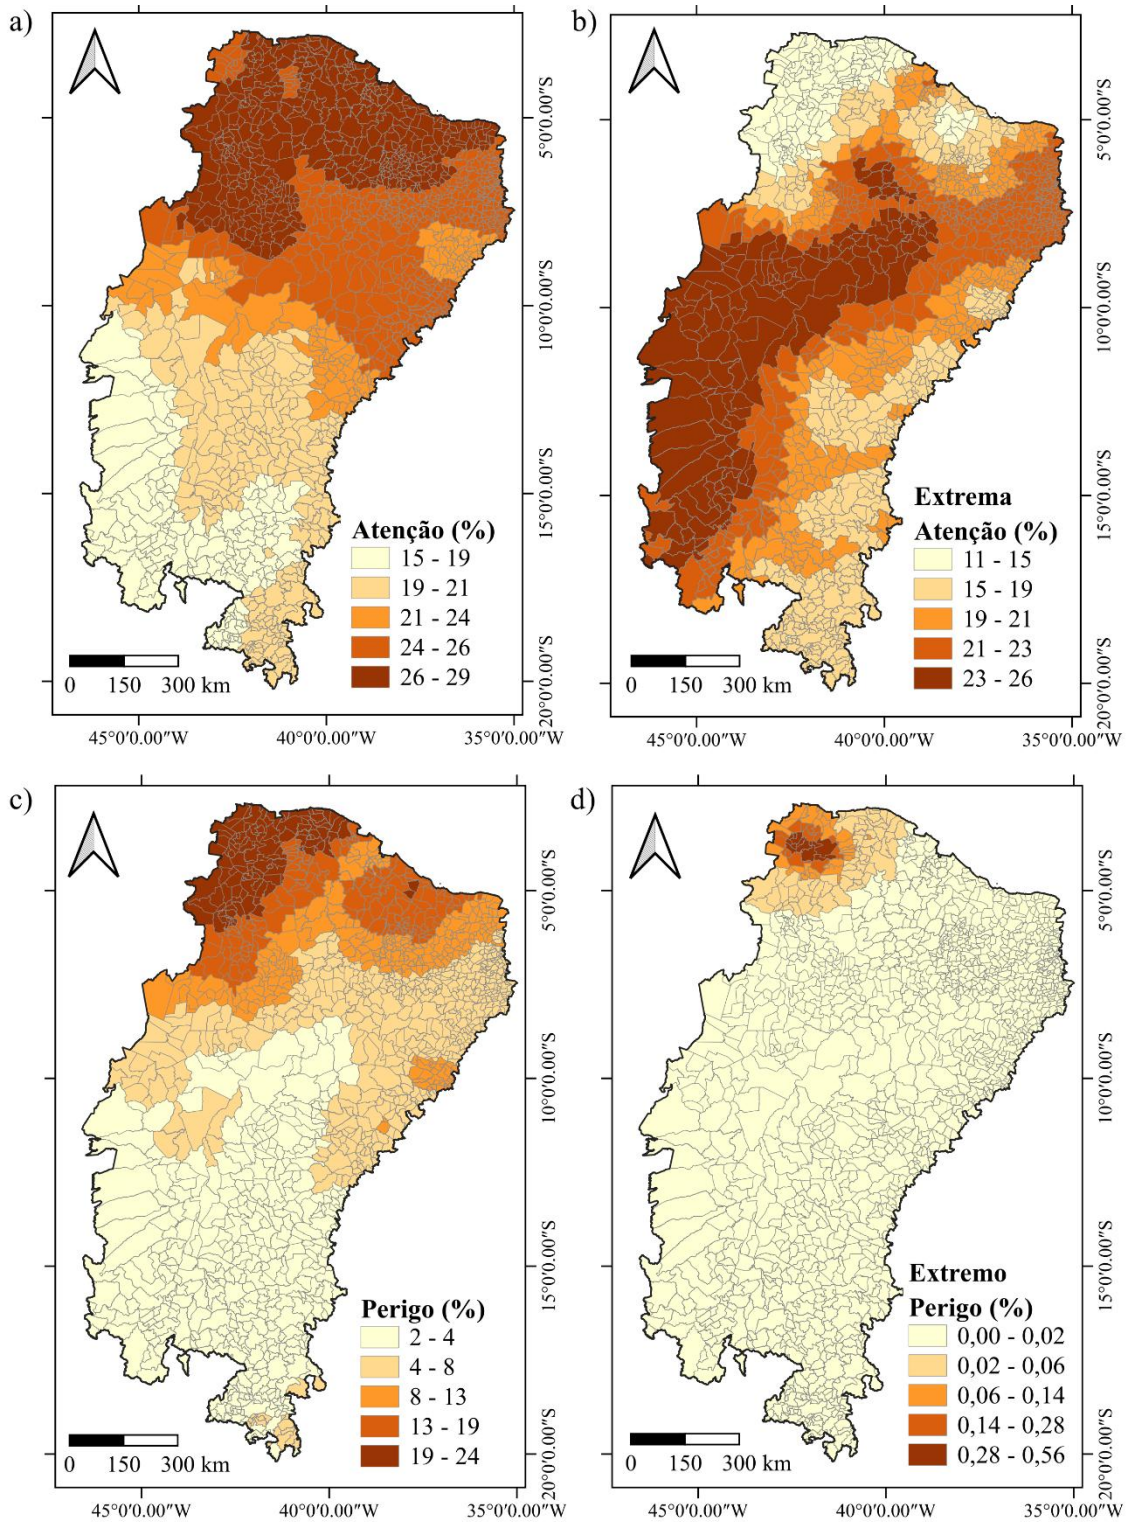 a)
5°0'0.00"S
10°0'0.00"S
15°0'0.00"S
20°0'0.00"S
Atenção (%)
15 - 19
19 - 21
21 - 24
24 - 26
26 - 29
0 150 300 km
45°0'0.00"W 40°0'0.00"W 35°0'0.00"W
b)
5°0'0.00"S
10°0'0.00"S
15°0'0.00"S
20°0'0.00"S
Extrema
Atenção (%)
11 - 15
15 - 19
19 - 21
21 - 23
23 - 26
0 150 300 km
45°0'0.00"W 40°0'0.00"W 35°0'0.00"W
c)
5°0'0.00"S
10°0'0.00"S
15°0'0.00"S
20°0'0.00"S
Perigo (%)
2 - 4
4 - 8
8 - 13
13 - 19
19 - 24
0 150 300 km
45°0'0.00"W 40°0'0.00"W 35°0'0.00"W
d)
5°0'0.00"S
10°0'0.00"S
15°0'0.00"S
20°0'0.00"S
Extremo
Perigo (%)
0,00 - 0,02
0,02 - 0,06
0,06 - 0,14
0,14 - 0,28
0,28 - 0,56
0 150 300 km
45°0'0.00"W 40°0'0.00"W 35°0'0.00"W